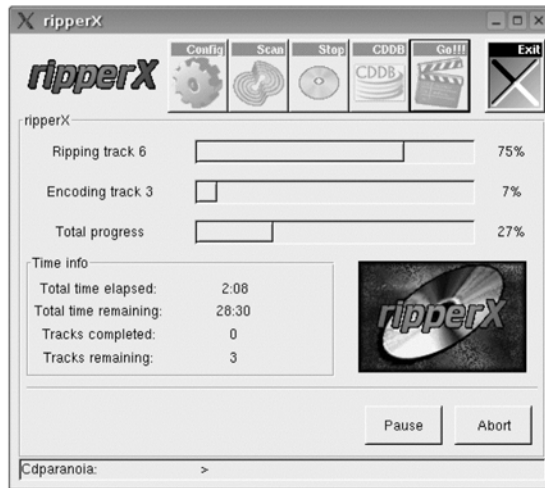 ripperX
ripperX
Config
Scan
Stop
CDDB
CDDB
Go!!!
Exit
ripperX
Ripping track 6 75%
Encoding track 3 7%
Total progress 27%
Time info
Total time elapsed: 2:08
Total time remaining: 28:30
Tracks completed: 0
Tracks remaining: 3
ripperX
Pause Abort
Cdparanoia: >